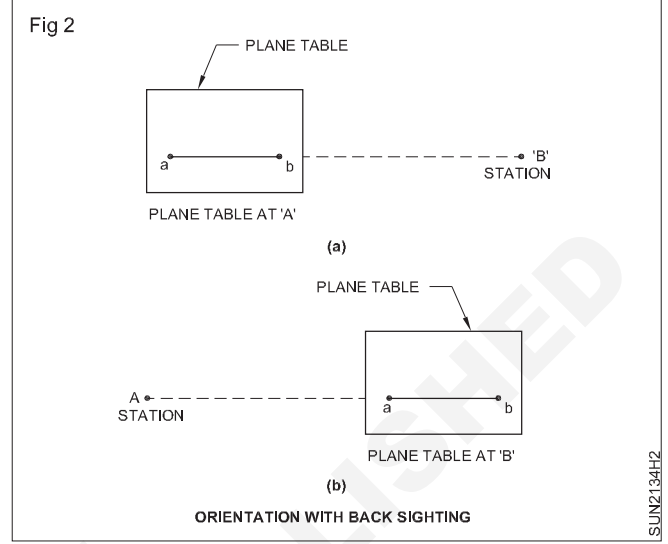 Fig 2
PLANE TABLE
a
b
'B'
STATION
PLANE TABLE AT 'A'
(a)
PLANE TABLE
A
STATION
a
b
PLANE TABLE AT 'B'
(b)
ORIENTATION WITH BACK SIGHTING
SUN2134H2
LISHED